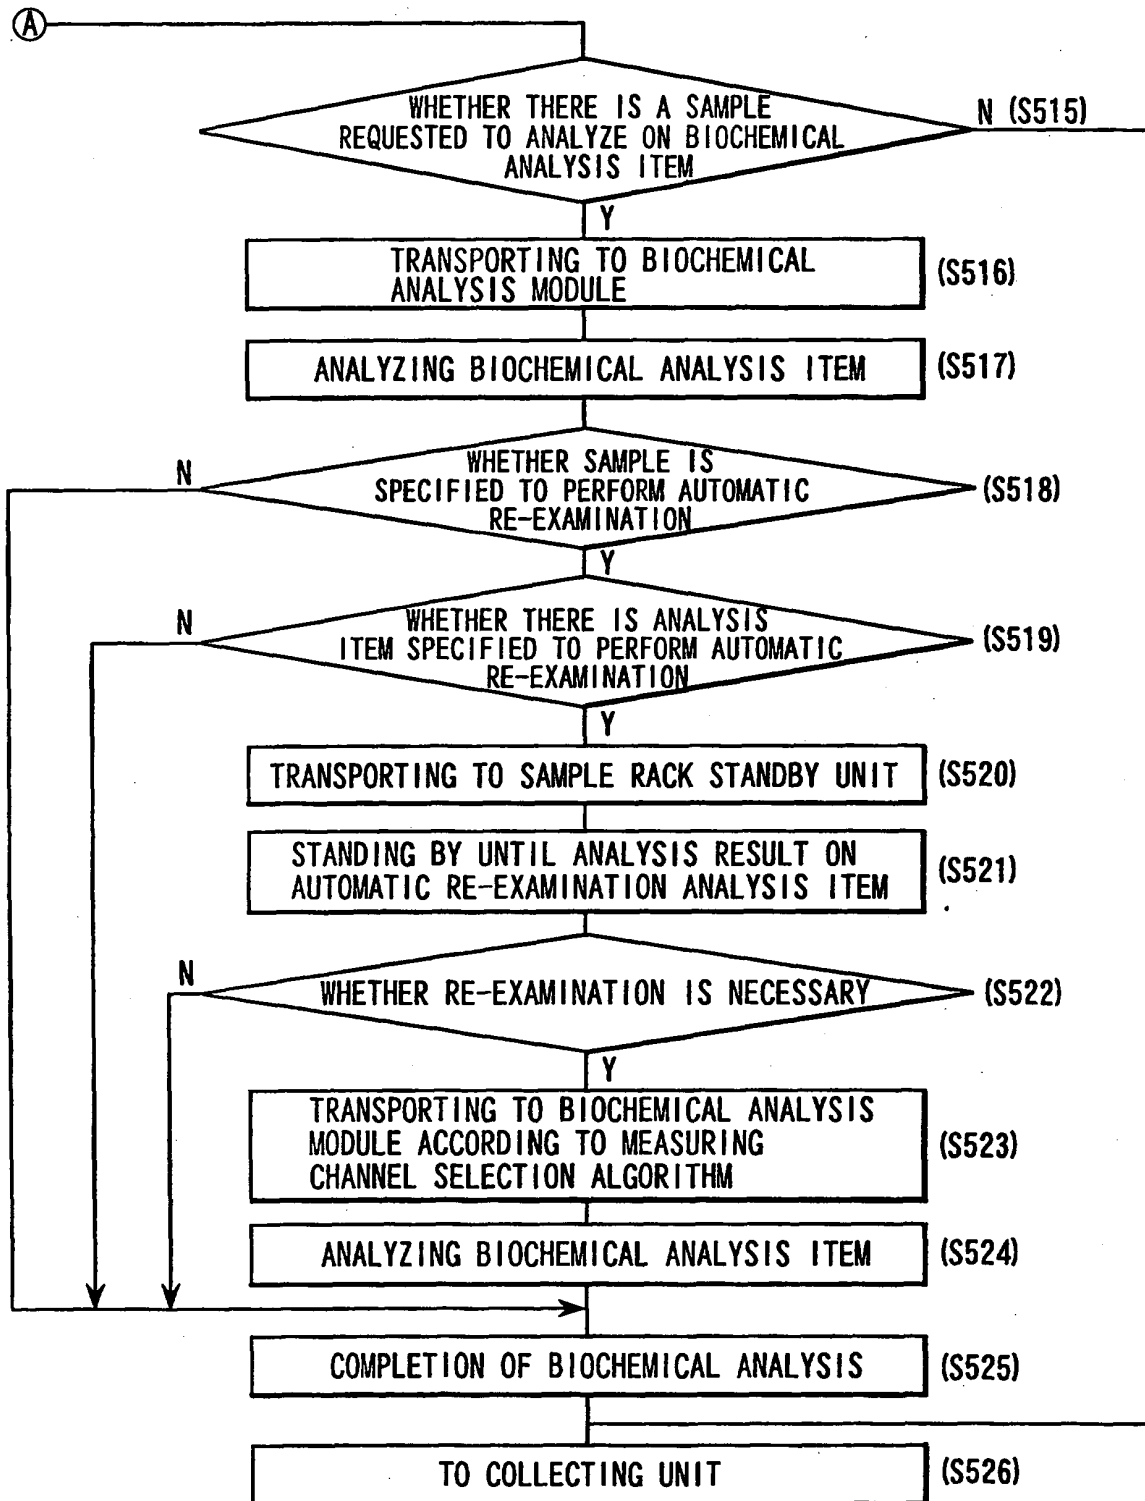 A
WHETHER THERE IS A SAMPLE
REQUESTED TO ANALYZE ON BIOCHEMICAL
ANALYSIS ITEM
N (S515)
Y
TRANSPORTING TO BIOCHEMICAL
ANALYSIS MODULE
(S516)
ANALYZING BIOCHEMICAL ANALYSIS ITEM
(S517)
WHETHER SAMPLE IS
SPECIFIED TO PERFORM AUTOMATIC
RE-EXAMINATION
N
(S518)
Y
WHETHER THERE IS ANALYSIS
ITEM SPECIFIED TO PERFORM AUTOMATIC
RE-EXAMINATION
N
(S519)
Y
TRANSPORTING TO SAMPLE RACK STANDBY UNIT
(S520)
STANDING BY UNTIL ANALYSIS RESULT ON
AUTOMATIC RE-EXAMINATION ANALYSIS ITEM
(S521)
N
WHETHER RE-EXAMINATION IS NECESSARY
(S522)
Y
TRANSPORTING TO BIOCHEMICAL ANALYSIS
MODULE ACCORDING TO MEASURING
CHANNEL SELECTION ALGORITHM
(S523)
ANALYZING BIOCHEMICAL ANALYSIS ITEM
(S524)
COMPLETION OF BIOCHEMICAL ANALYSIS
(S525)
TO COLLECTING UNIT
(S526)